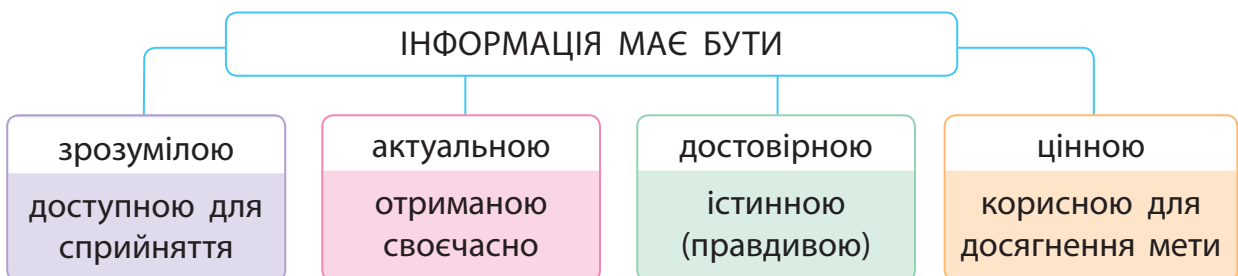 ІНФОРМАЦІЯ МАЄ БУТИ
зрозумілою
доступною для
сприйняття
актуальною
отриманою
своєчасно
достовірною
істинною
(правдивою)
цінною
корисною для
досягнення мети